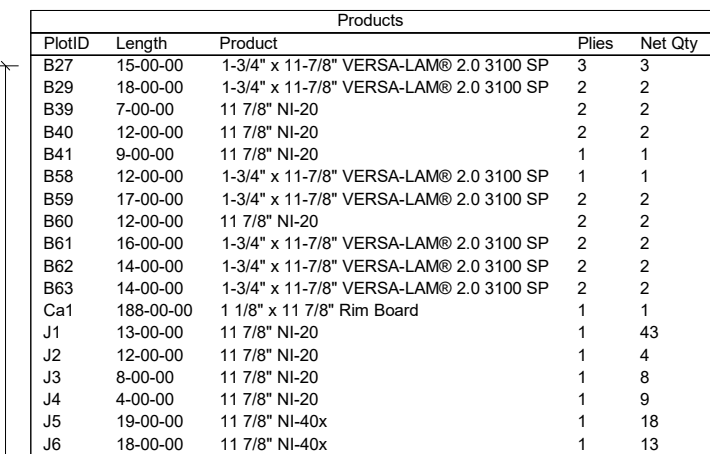 Products
PlotID Length Product Plies Net Qty
B27 15-00-00 1-3/4" x 11-7/8" VERSA-LAM® 2.0 3100 SP 3 3
B29 18-00-00 1-3/4" x 11-7/8" VERSA-LAM® 2.0 3100 SP 2 2
B39 7-00-00 11 7/8" NI-20 2 2
B40 12-00-00 11 7/8" NI-20 2 2
B41 9-00-00 11 7/8" NI-20 1 1
B58 12-00-00 1-3/4" x 11-7/8" VERSA-LAM® 2.0 3100 SP 1 1
B59 17-00-00 1-3/4" x 11-7/8" VERSA-LAM® 2.0 3100 SP 2 2
B60 12-00-00 11 7/8" NI-20 2 2
B61 16-00-00 1-3/4" x 11-7/8" VERSA-LAM® 2.0 3100 SP 2 2
B62 14-00-00 1-3/4" x 11-7/8" VERSA-LAM® 2.0 3100 SP 2 2
B63 14-00-00 1-3/4" x 11-7/8" VERSA-LAM® 2.0 3100 SP 2 2
Ca1 188-00-00 1 1/8" x 11 7/8" Rim Board 1 1
J1 13-00-00 11 7/8" NI-20 1 43
J2 12-00-00 11 7/8" NI-20 1 4
J3 8-00-00 11 7/8" NI-20 1 8
J4 4-00-00 11 7/8" NI-20 1 9
J5 19-00-00 11 7/8" NI-40x 1 18
J6 18-00-00 11 7/8" NI-40x 1 13